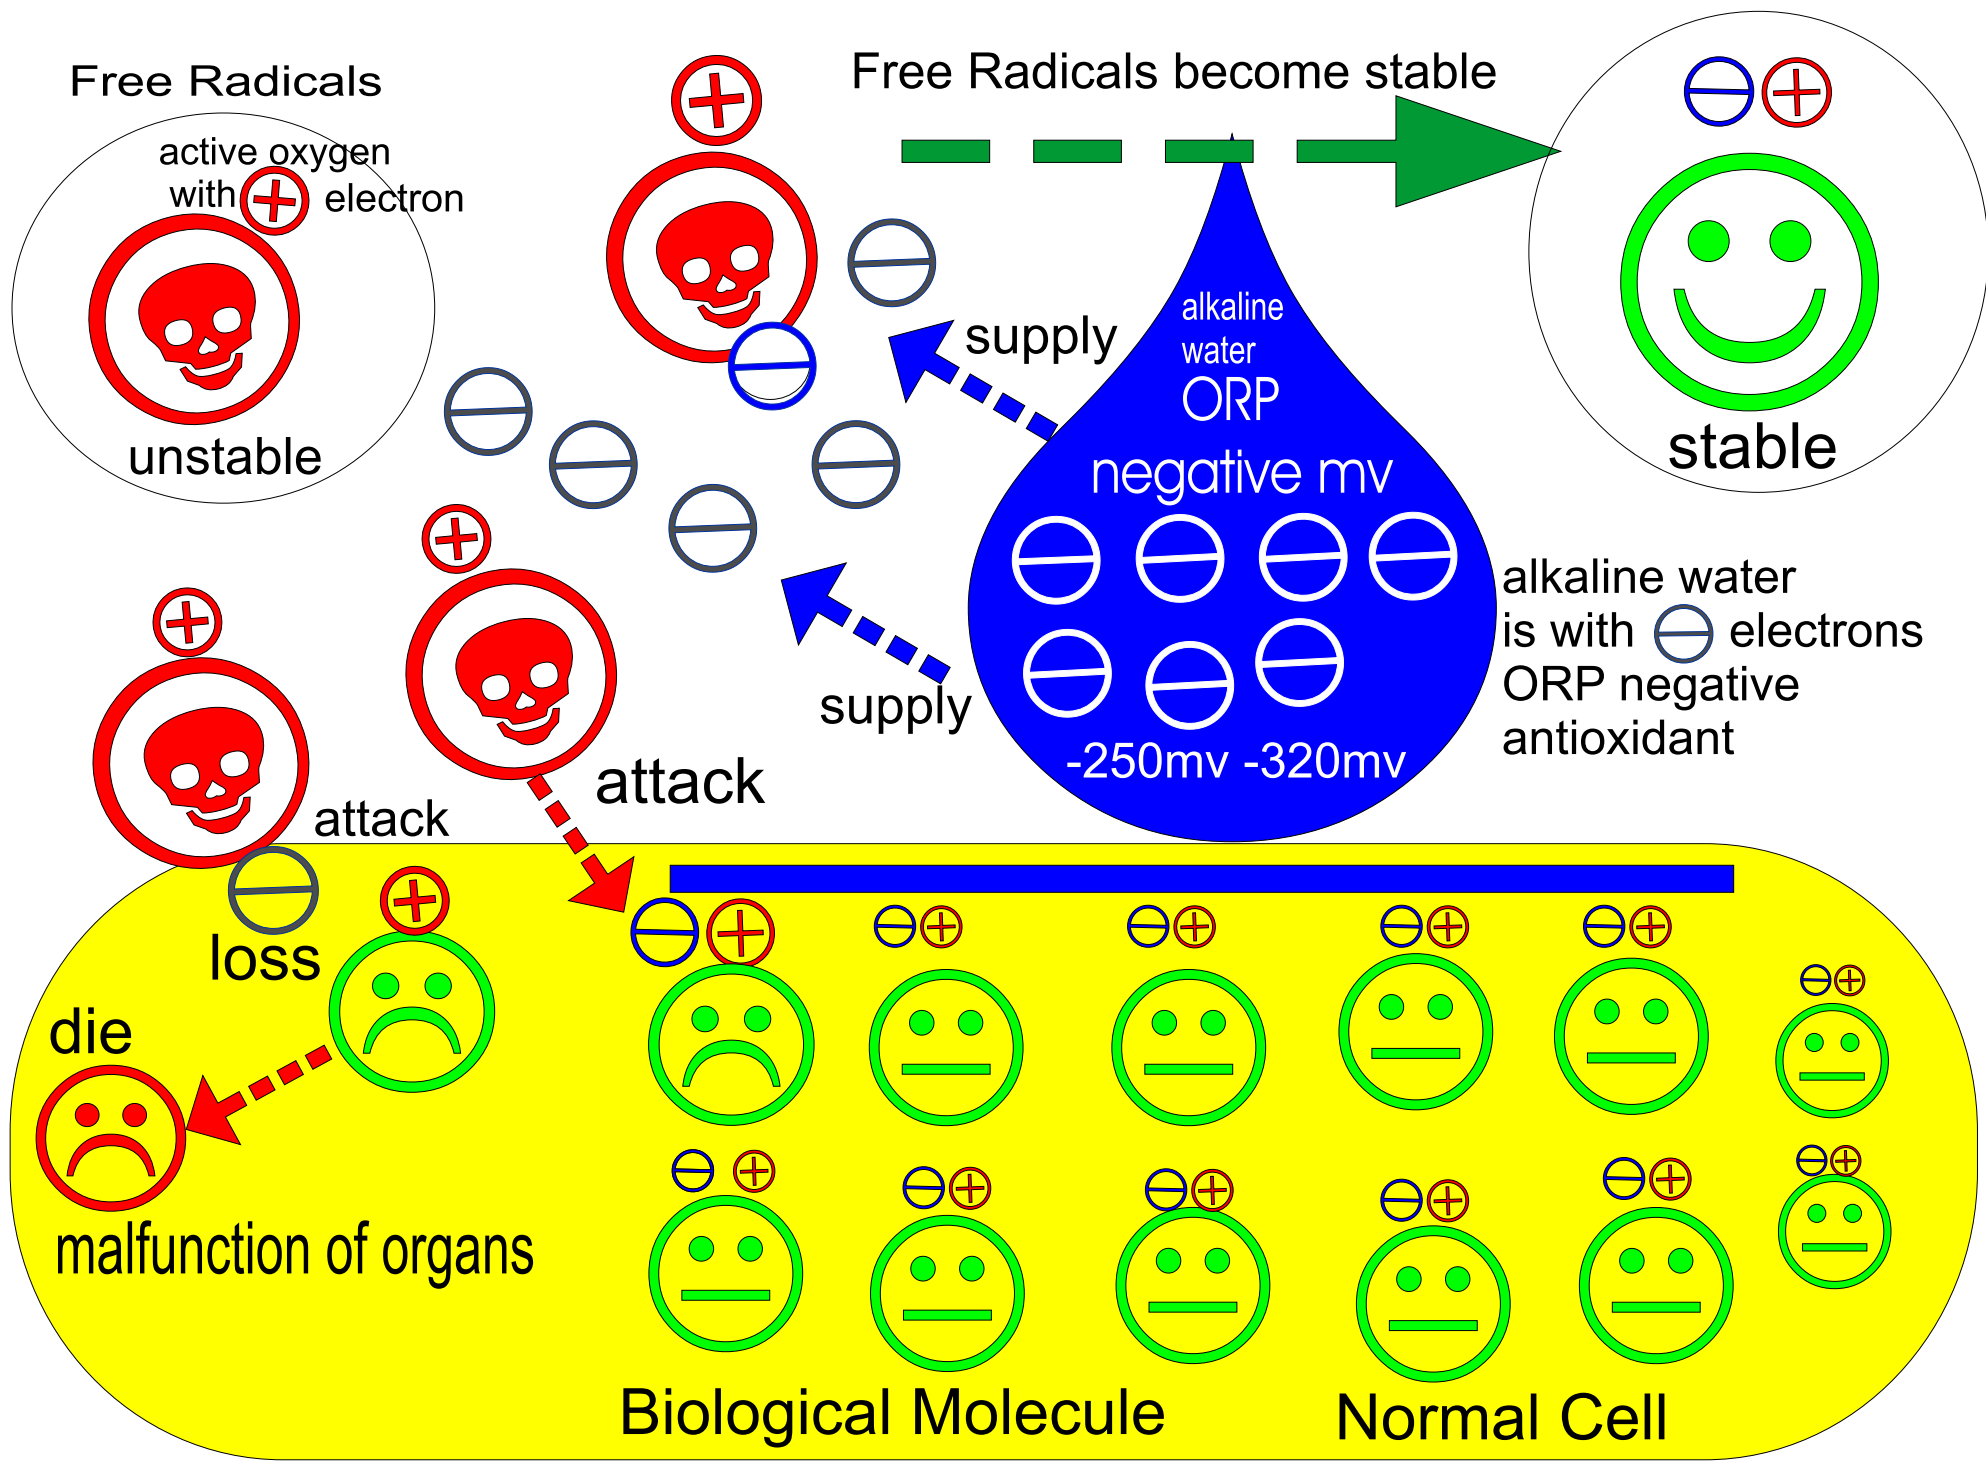 Free Radicals
active oxygen
with electron
unstable
Free Radicals become stable
stable
supply
alkaline
water
ORP
negative mv
-250mv -320mv
supply
alkaline water
is with electrons
ORP negative
antioxidant
attack
attack
loss
die
malfunction of organs
Biological Molecule
Normal Cell